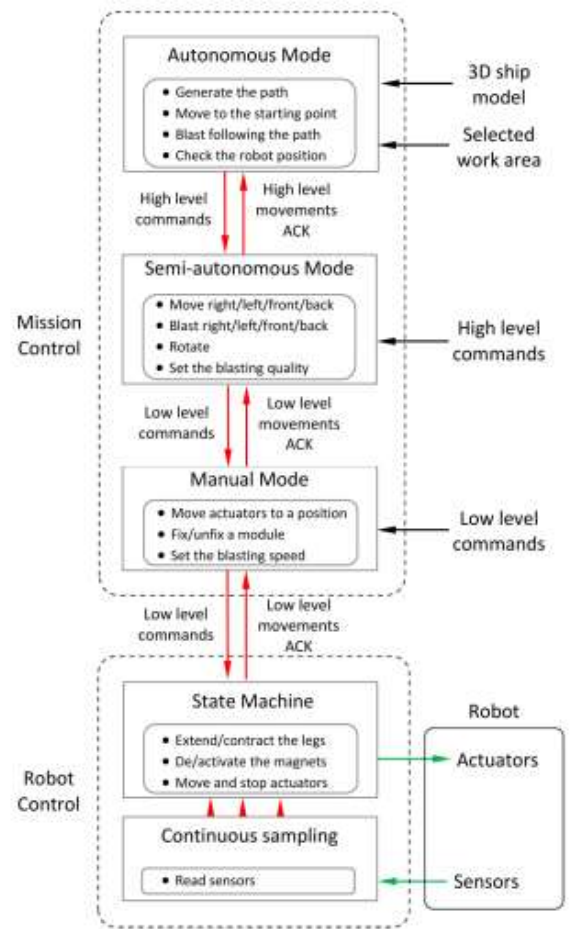 Autonomous Mode
• Generate the path
• Move to the starting point
• Blast following the path
• Check the robot position
3D ship
model
Selected
work area
High level
commands
High level
movements
ACK
Semi-autonomous Mode
• Move right/left/front/back
• Blast right/left/front/back
• Rotate
• Set the blasting quality
Mission
Control
High level
commands
Low level
commands
Low level
movements
ACK
Manual Mode
• Move actuators to a position
• Fix/unfix a module
• Set the blasting speed
Low level
commands
Low level
commands
Low level
movements
ACK
State Machine
• Extend/contract the legs
• De/activate the magnets
• Move and stop actuators
Robot
Actuators
Robot
Control
Continuous sampling
• Read sensors
Sensors